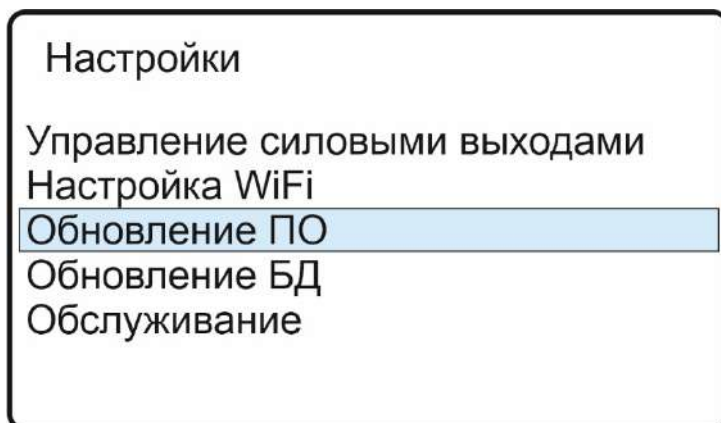 Настройки
Управление силовыми выходами
Настройка WiFi
Обновление ПО
Обновление БД
Обслуживание